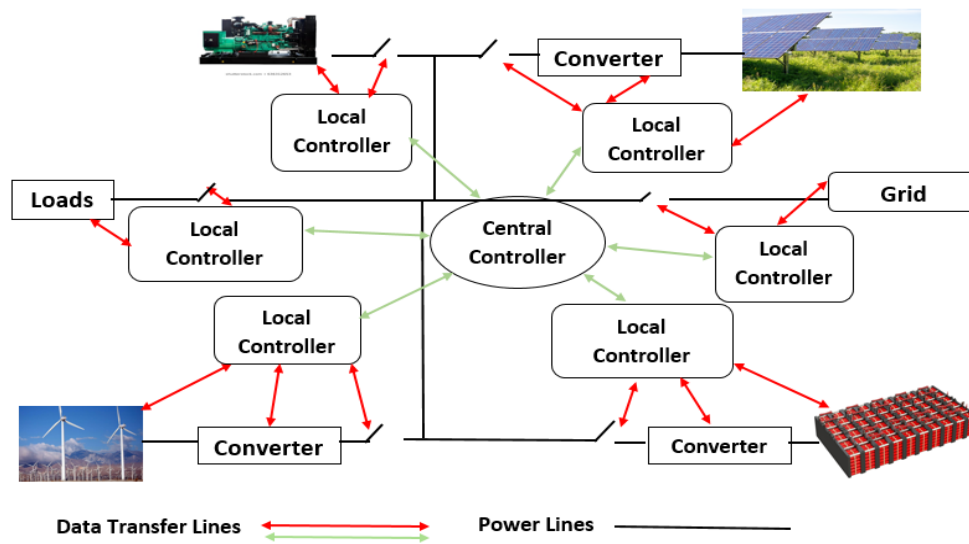 Converter
Local
Controller
Local
Controller
Loads
Grid
Local
Controller
Central
Controller
Local
Controller
Local
Controller
Local
Controller
Converter
Converter
Data Transfer Lines
Power Lines